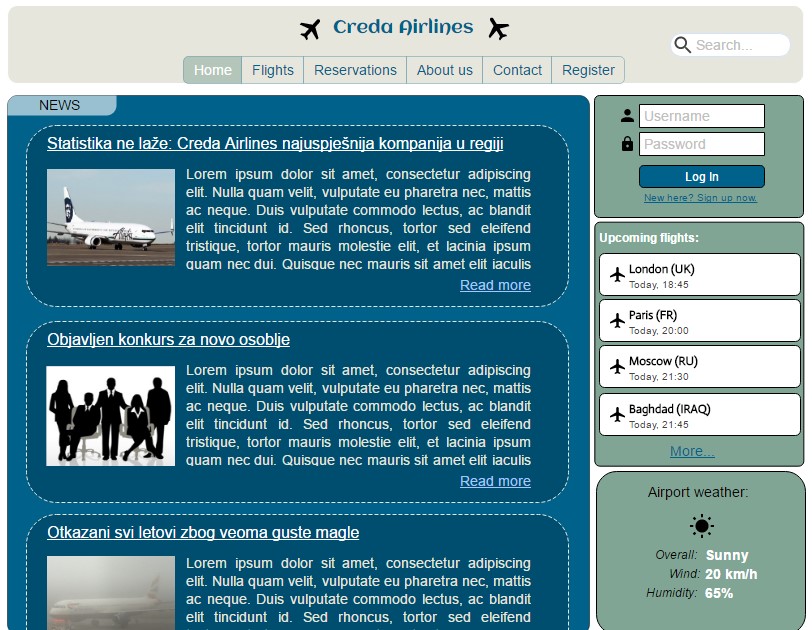 Creda Airlines
Search...
Home Flights Reservations About us Contact Register
NEWS
Statistika ne laže: Creda Airlines najuspješnija kompanija u regiji
Lorem ipsum dolor sit amet, consectetur adipiscing
elit. Nulla quam velit, vulputate eu pharetra nec, mattis
ac neque. Duis vulputate commodo lectus, ac blandit
elit tincidunt id. Sed rhoncus, tortor sed eleifend
tristique, tortor mauris molestie elit, et lacinia ipsum
quam nec dui. Quisque nec mauris sit amet elit iaculis
Read more
Objavljen konkurs za novo osoblje
Lorem ipsum dolor sit amet, consectetur adipiscing
elit. Nulla quam velit, vulputate eu pharetra nec, mattis
ac neque. Duis vulputate commodo lectus, ac blandit
elit tincidunt id. Sed rhoncus, tortor sed eleifend
tristique, tortor mauris molestie elit, et lacinia ipsum
quam nec dui. Quisque nec mauris sit amet elit iaculis
Read more
Otkazani svi letovi zbog veoma guste magle
Lorem ipsum dolor sit amet, consectetur adipiscing
elit. Nulla quam velit, vulputate eu pharetra nec, mattis
ac neque. Duis vulputate commodo lectus, ac blandit
elit tincidunt id. Sed rhoncus, tortor sed eleifend
Username
Password
Log In
New here? Sign up now.
Upcoming flights:
London (UK)
Today, 18:45
Paris (FR)
Today, 20:00
Moscow (RU)
Today, 21:30
Baghdad (IRAQ)
Today, 21:45
More...
Airport weather:
Overall: Sunny
Wind: 20 km/h
Humidity: 65%